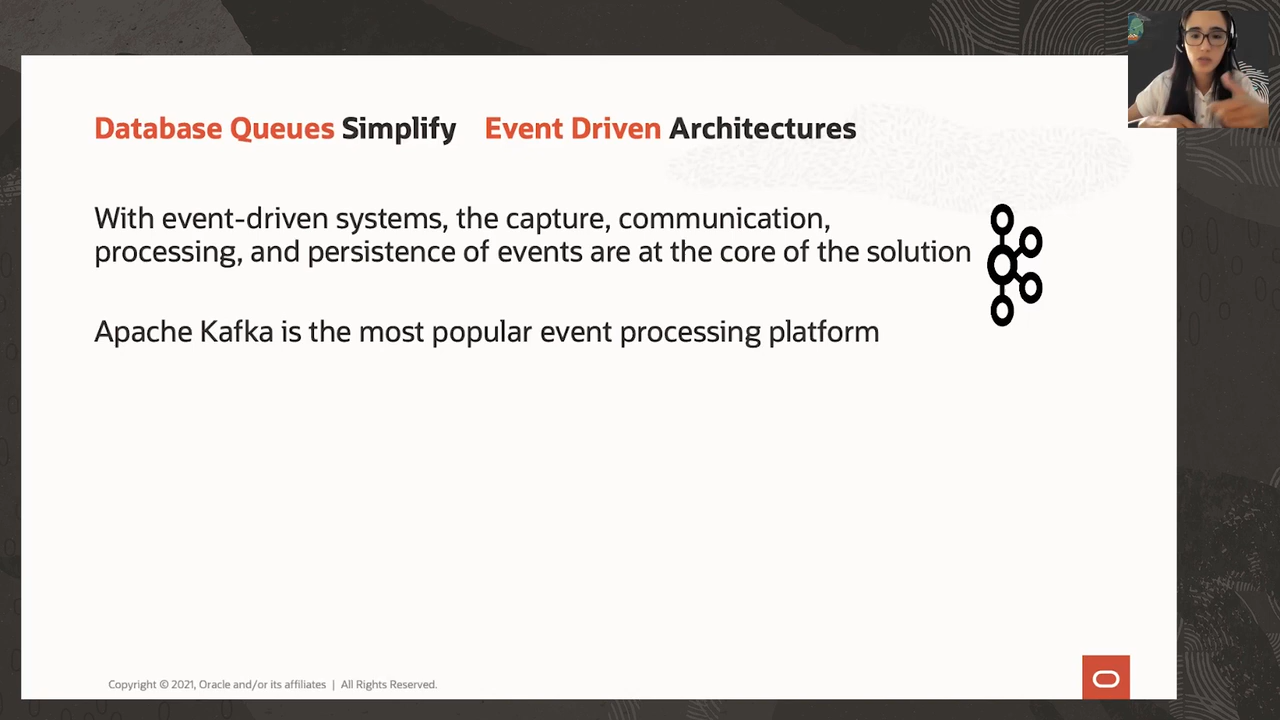 Database Queues Simplify Event Driven Architectures
With event-driven systems, the capture, communication,
processing, and persistence of events are at the core of the solution
Apache Kafka is the most popular event processing platform
Copyright © 2021, Oracle and/or its affiliates | All Rights Reserved.